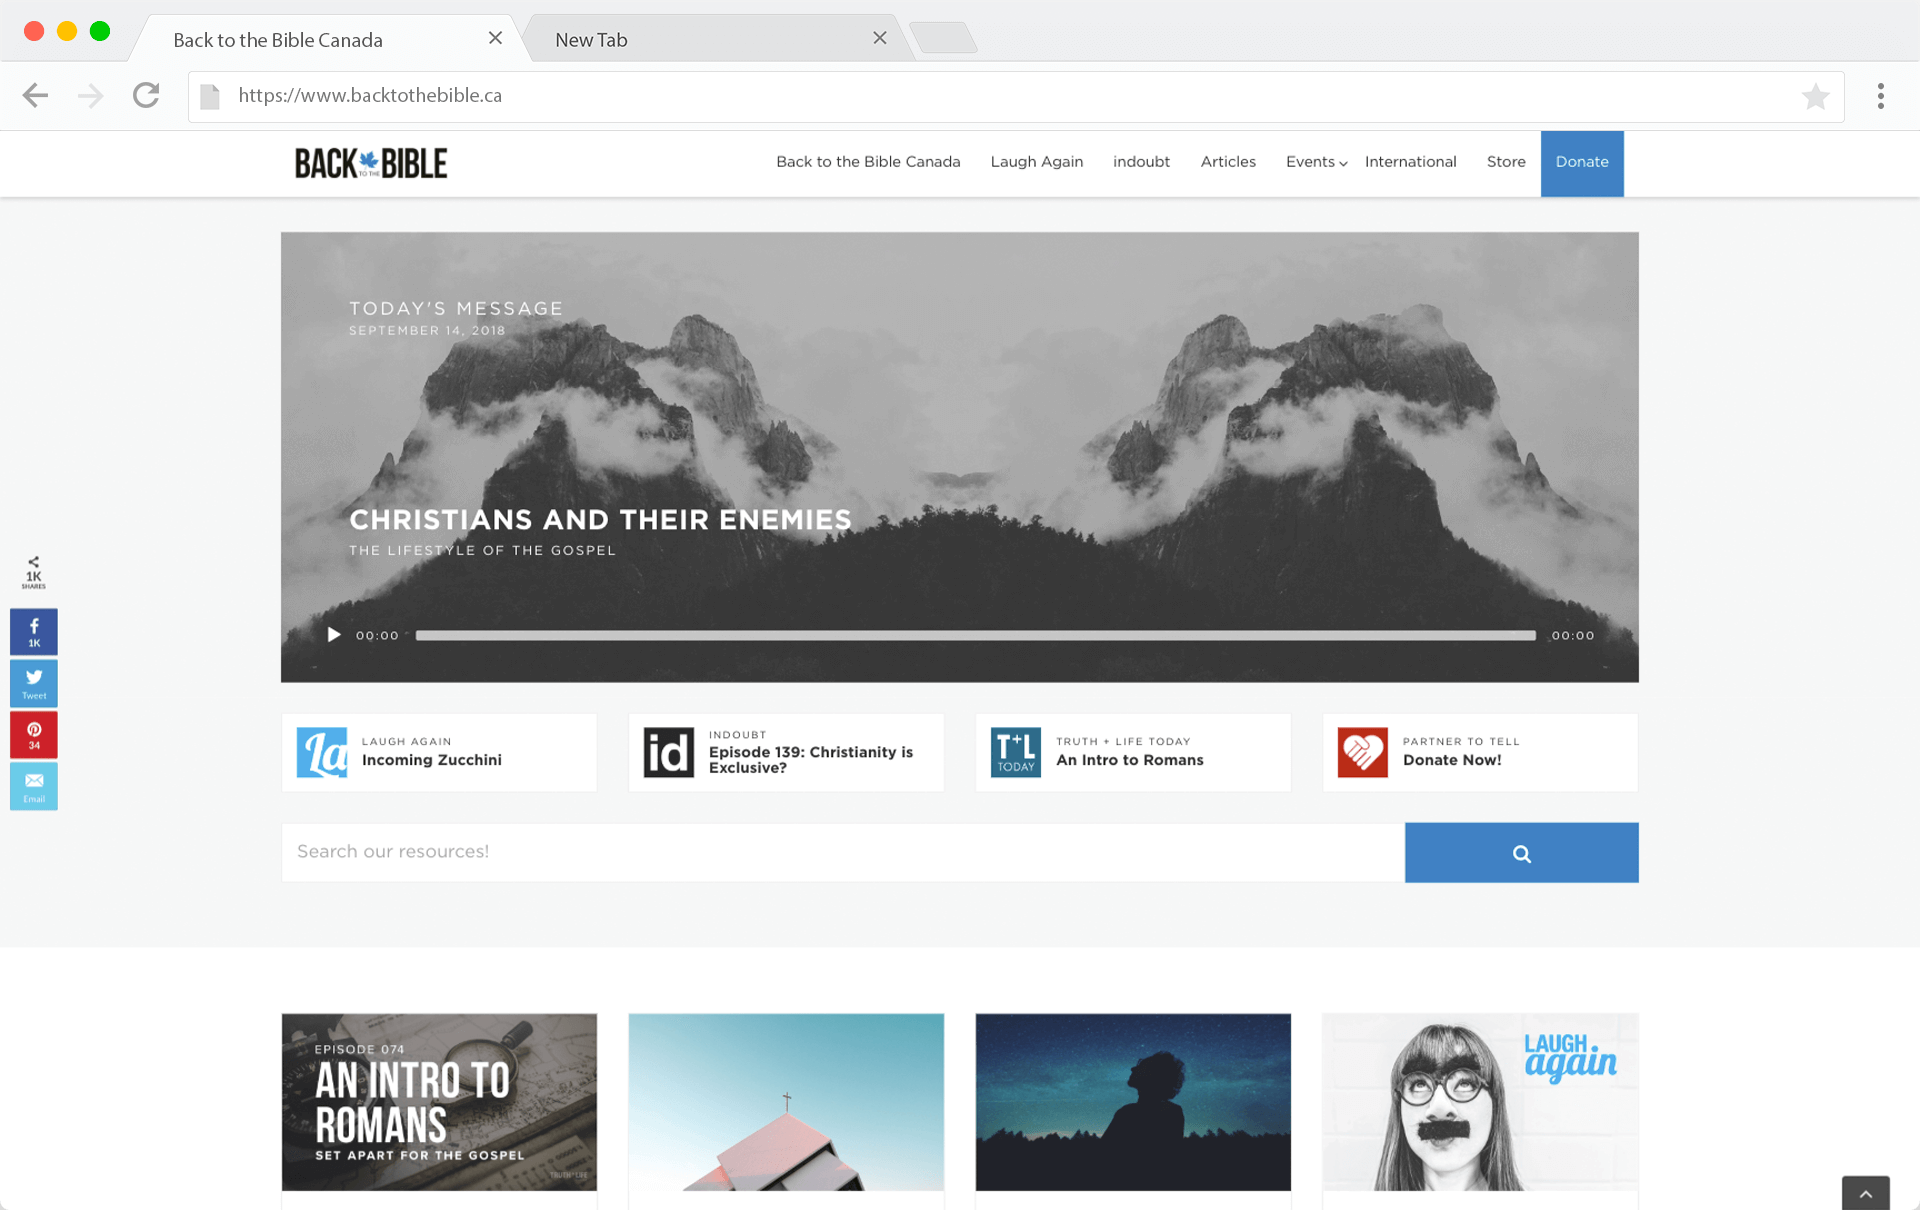 Back to the Bible Canada
New Tab
https://www.backtothebible.ca
BACK TO THE BIBLE
Back to the Bible Canada
Laugh Again
indoubt
Articles
Events
International
Store
Donate
TODAY'S MESSAGE
SEPTEMBER 14, 2018
CHRISTIANS AND THEIR ENEMIES
THE LIFESTYLE OF THE GOSPEL
00:00
00:00
1K
SHARES
1K
Tweet
34
Email
La
LAUGH AGAIN
Incoming Zucchini
id
INDOUBT
Episode 139: Christianity is
Exclusive?
T+L
TODAY
TRUTH + LIFE TODAY
An Intro to Romans
PARTNER TO TELL
Donate Now!
Search our resources!
EPISODE 074
AN INTRO TO
ROMANS
SET APART FOR THE GOSPEL
TRUTH+LIFE
LAUGH
again